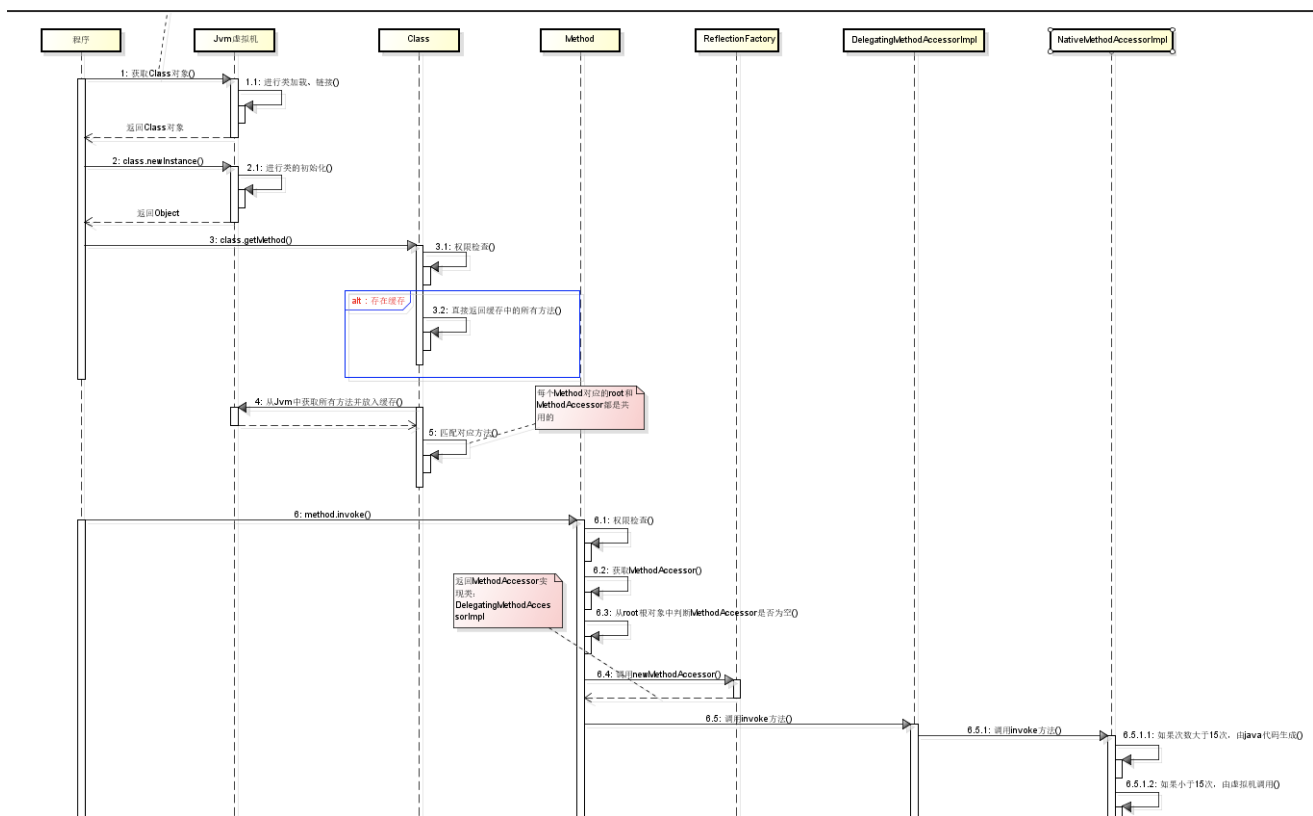 程序
Jvm虚拟机
Class
Method
ReflectionFactory
DelegatingMethodAccessorImpl
NativeMethodAccessorImpl
1: 获取Class对象()
1.1: 进行类加载、链接()
返回Class对象
2: class.newInstance()
2.1: 进行类的初始化()
返回Object
3: class.getMethod()
3.1: 权限检查()
alt : 存在缓存
3.2: 直接返回缓存中的所有方法()
每个Method对应的root和
MethodAccessor都是共
用的
4: 从Jvm中获取所有方法并放入缓存()
5: 匹配对应方法()
6: method.invoke()
6.1: 权限检查()
6.2: 获取MethodAccessor()
返回MethodAccessor实
现类:
DelegatingMethodAcces
sorImpl
6.3: 从root根对象中判断MethodAccessor是否为空()
6.4: 调用newMethodAccessor()
6.5: 调用invoke方法()
6.5.1: 调用invoke方法()
6.5.1.1: 如果次数大于15次，由java代码生成()
6.5.1.2: 如果小于15次，由虚拟机调用()